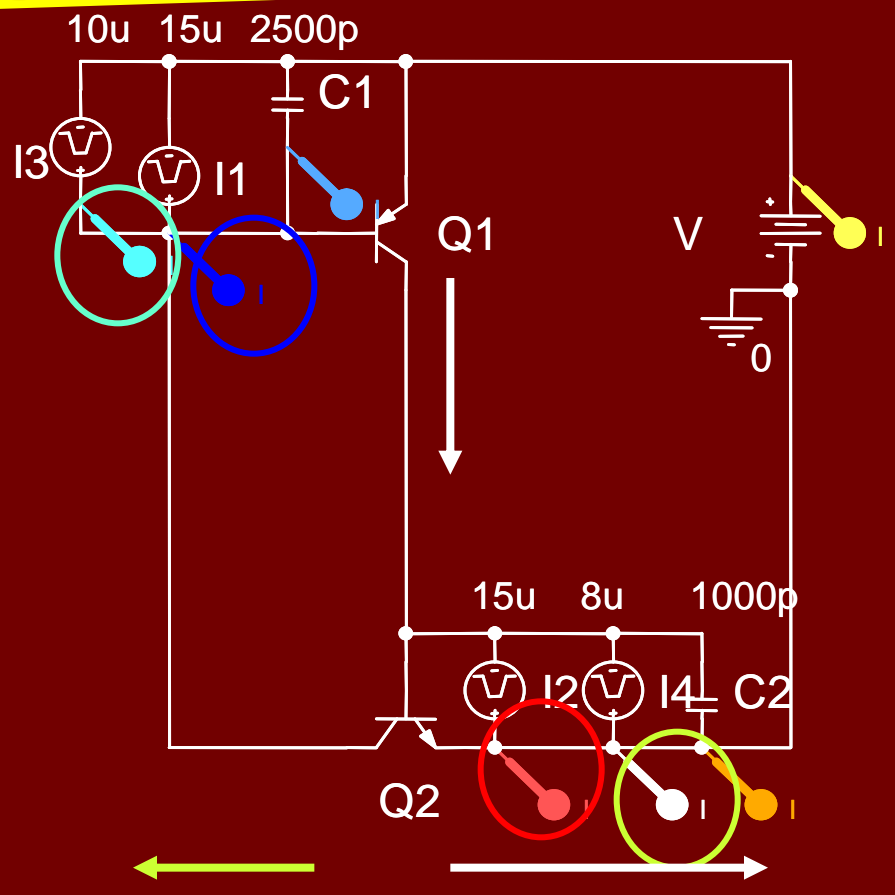 10u 15u 2500p
C1
I3 I1
Q1 V
+
-
0
15u 8u 1000p
I2 I4 C2
Q2
I I I